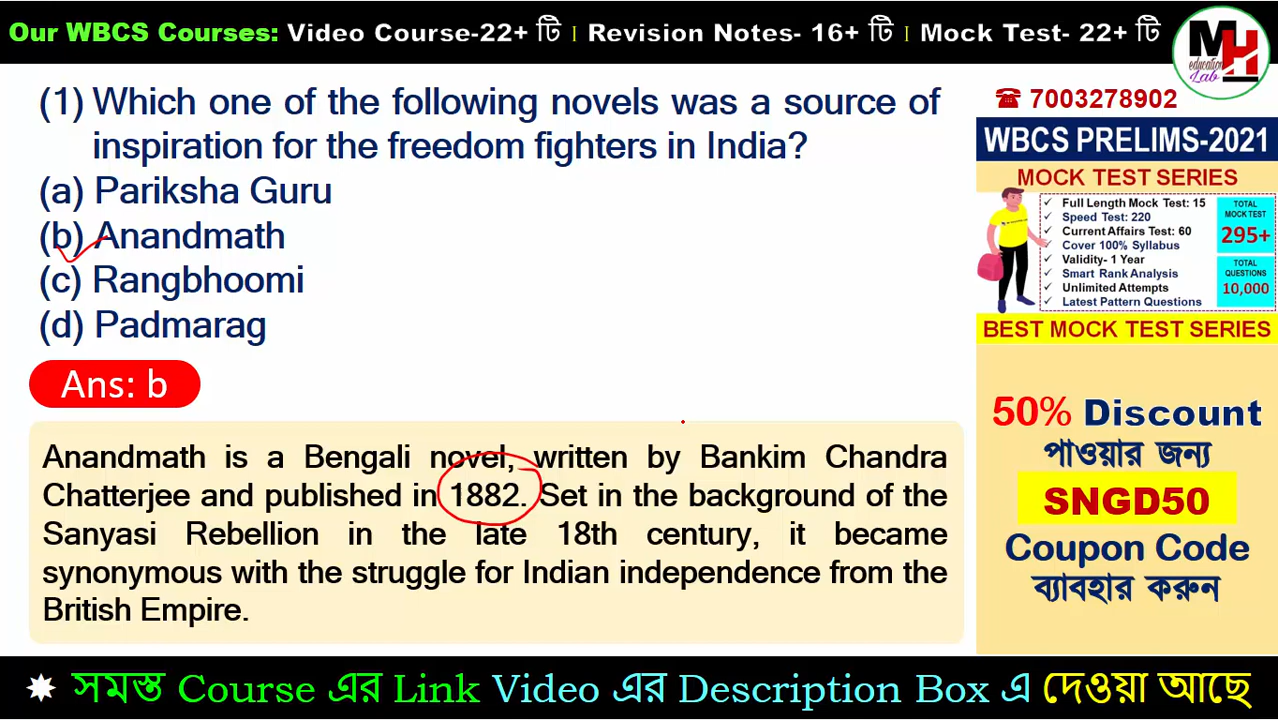 Our WBCS Courses: Video Course-22+ টি । Revision Notes- 16+ টি । Mock Test- 22+ টি
MH
education
Lab
(1) Which one of the following novels was a source of
inspiration for the freedom fighters in India?
(a) Pariksha Guru
(b) Anandmath
(c) Rangbhoomi
(d) Padmarag
Ans: b
Anandmath is a Bengali novel, written by Bankim Chandra
Chatterjee and published in 1882. Set in the background of the
Sanyasi Rebellion in the late 18th century, it became
synonymous with the struggle for Indian independence from the
British Empire.
☎ 7003278902
WBCS PRELIMS-2021
MOCK TEST SERIES
✓ Full Length Mock Test: 15
✓ Speed Test: 220
✓ Current Affairs Test: 60
✓ Cover 100% Syllabus
✓ Validity- 1 Year
✓ Smart Rank Analysis
✓ Unlimited Attempts
✓ Latest Pattern Questions
TOTAL
MOCK TEST
295+
TOTAL
QUESTIONS
10,000
BEST MOCK TEST SERIES
50% Discount
পাওয়ার জন্য
SNGD50
Coupon Code
ব্যাবহার করুন
সমস্ত Course এর Link Video এর Description Box এ দেওয়া আছে